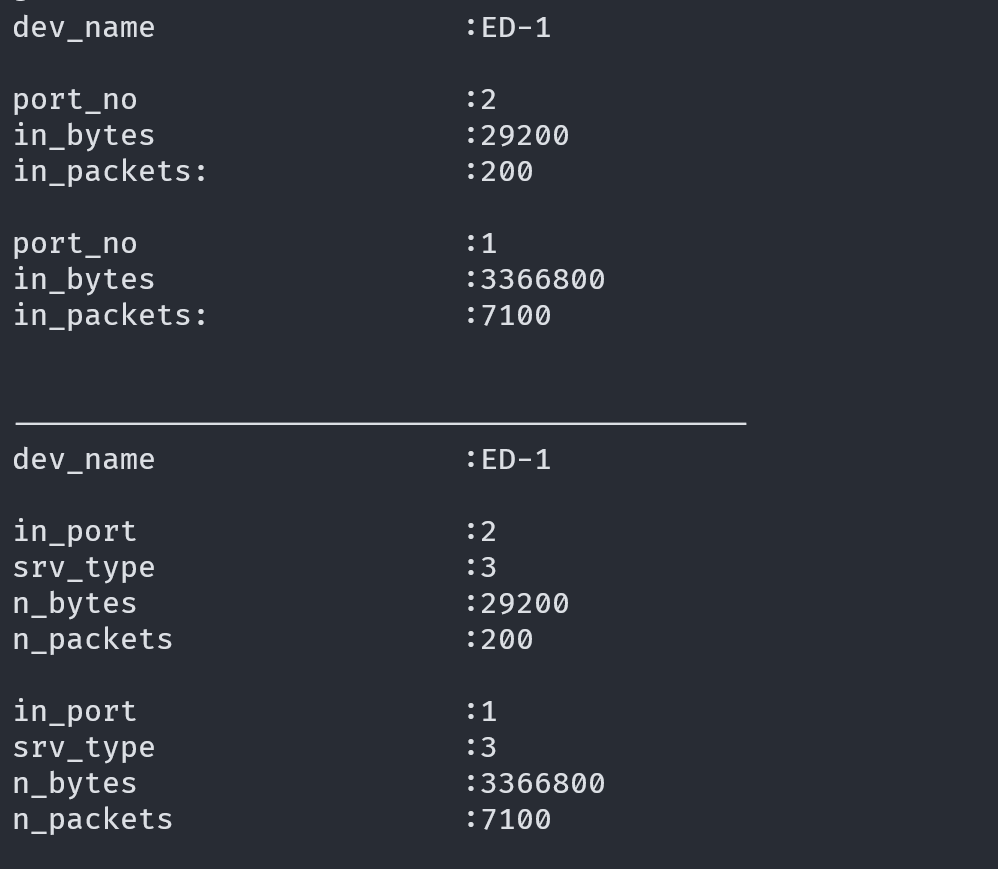 dev_name :ED-1
port_no :2
in_bytes :29200
in_packets: :200
port_no :1
in_bytes :3366800
in_packets: :7100
dev_name :ED-1
in_port :2
srv_type :3
n_bytes :29200
n_packets :200
in_port :1
srv_type :3
n_bytes :3366800
n_packets :7100